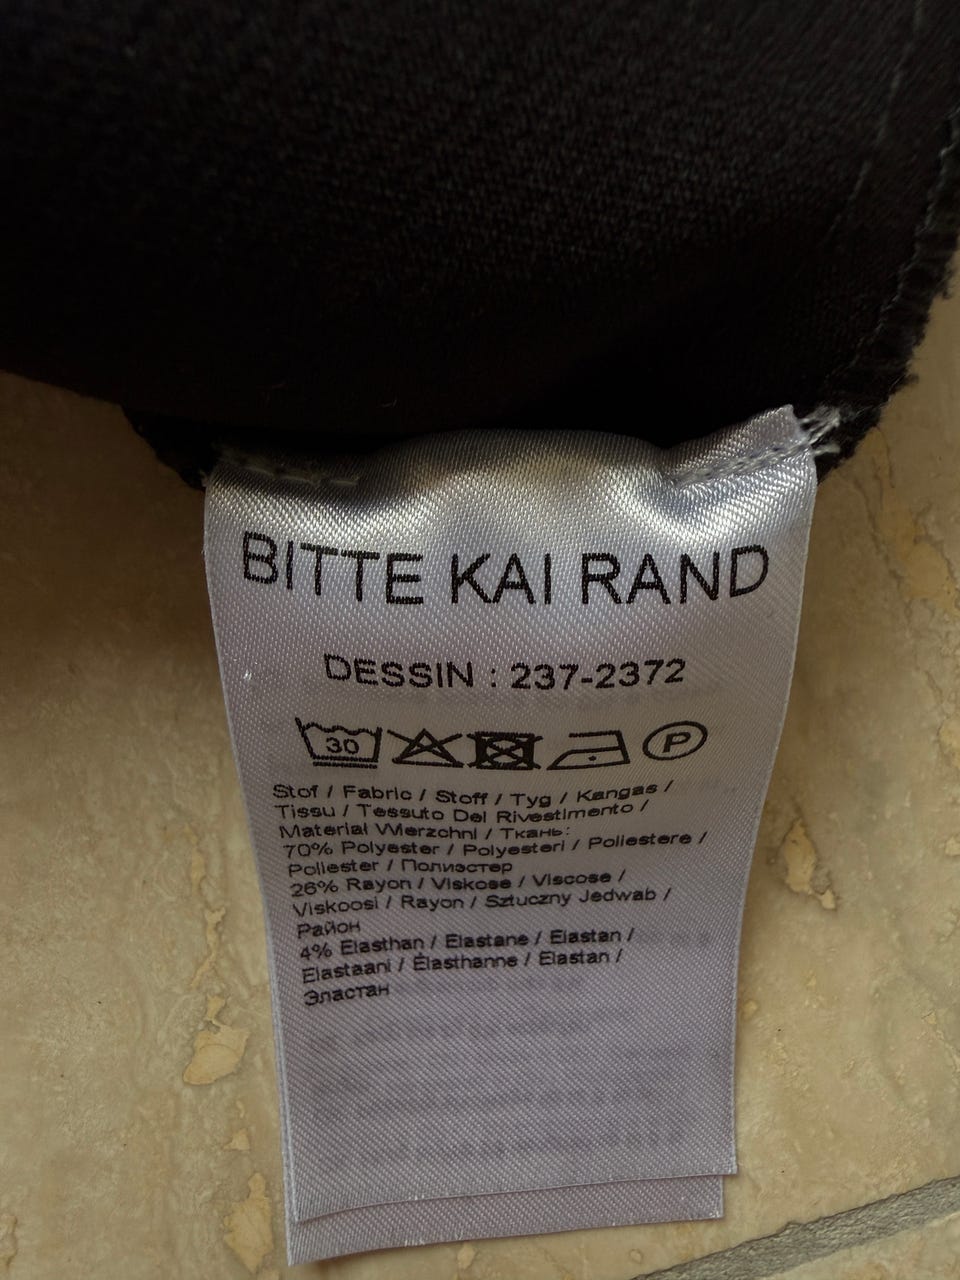 BITTE KAI RAND
DESSIN : 237-2372
30 P
Stof / Fabric / Stoff / Tyg / Kangas /
Tissu / Tessuto Del Rivestimento /
Material Wierzchni / Ткань:
70% Polyester / Polyesteri / Poliestere /
Poliester / Полиэстер
26% Rayon / Viskose / Viscose /
Viskoosi / Rayon / Sztuczny Jedwab /
Район
4% Elasthan / Elastane / Elastan /
Elastaani / Élasthanne / Elastan /
Эластан